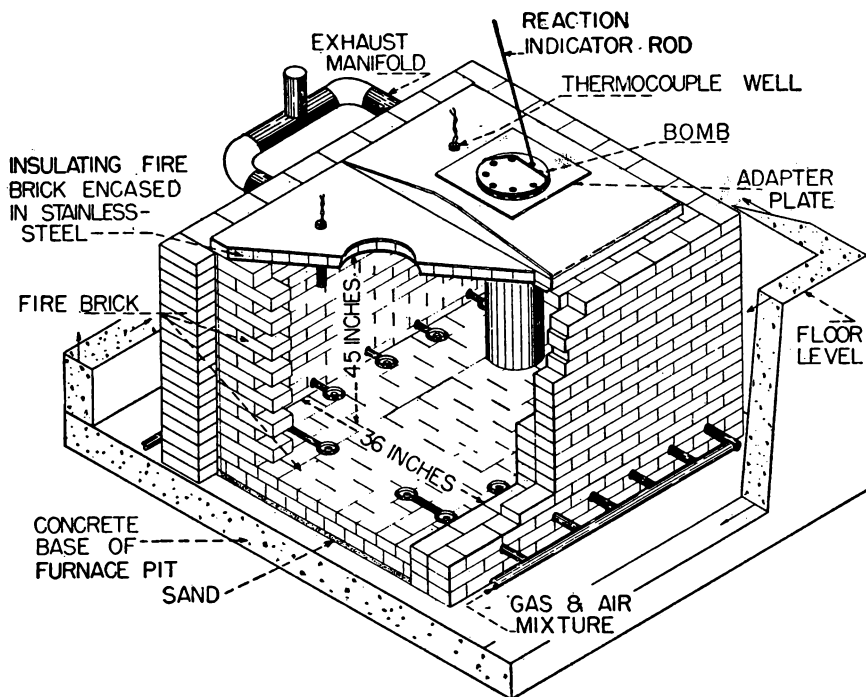 REACTION
INDICATOR ROD
EXHAUST
MANIFOLD
THERMOCOUPLE WELL
BOMB
INSULATING FIRE
BRICK ENCASED
IN STAINLESS-
STEEL
ADAPTER
PLATE
FIRE BRICK
45 INCHES
FLOOR
LEVEL
36 INCHES
CONCRETE
BASE OF
FURNACE PIT
SAND
GAS & AIR
MIXTURE